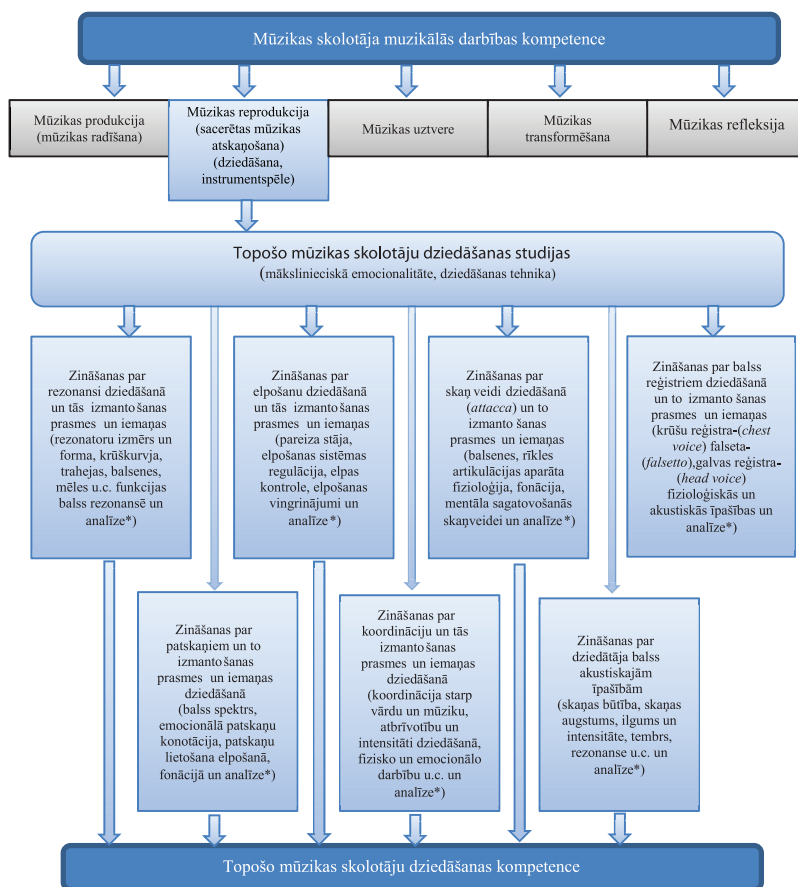 Mūzikas skolotāja muzikālās darbības kompetence
Mūzikas produkcija
(mūzikas radīšana)
Mūzikas reprodukcija
(sacerētas mūzikas
atskaņošana)
(dziedāšana,
instrumentspēle)
Mūzikas uztvere
Mūzikas
transformēšana
Mūzikas refleksija
Topošo mūzikas skolotāju dziedāšanas studijas
(mākslinieciskā emocionalitāte, dziedāšanas tehnika)
Zināšanas par
rezonansi dziedāšanā
un tās izmantošanas
prasmes un iemaņas
(rezonatoru izmērs un
forma, krūškurvja,
trahejas, balsenes,
mēles u.c. funkcijas
balss rezonansē un
analīze*)
Zināšanas par
elpošanu dziedāšanā
un tās izmantošanas
prasmes un iemaņas
(pareiza stāja,
elpošanas sistēmas
regulācija, elpas
kontrole, elpošanas
vingrinājumi un
analīze*)
Zināšanas par
skaņveidi dziedāšanā
(attacca) un to
izmantošanas
prasmes un iemaņas
(balsenes, rīkles
artikulācijas aparāta
fizioloģija, fonācija,
mentāla sagatovošanās
skaņveidei un analīze*)
Zināšanas par balss
reģistriem dziedāšanā
un to izmantošanas
prasmes un iemaņas
(krūšu reģistra-(chest
voice) falseta-
(falsetto),galvas reģistra-
(head voice)
fizioloģiskās un
akustiskās īpašības un
analīze*)
Zināšanas par
patskaņiem un to
izmantošanas
prasmes un iemaņas
dziedāšanā
(balss spektrs,
emocionālā patskaņu
konotācija, patskaņu
lietošana elpošanā,
fonācijā un analīze*)
Zināšanas par
koordināciju un tās
izmantošanas
prasmes un iemaņas
dziedāšanā
(koordinācija starp
vārdu un mūziku,
atbrīvotību un
intensitāti dziedāšanā,
fizisko un emocionālo
darbību u.c. un
analīze*)
Zināšanas par
dziedātāja balss
akustiskajām
īpašībām
(skaņas būtība, skaņas
augstums, ilgums un
intensitāte, tembrs,
rezonanse u.c. un
analīze*)
Topošo mūzikas skolotāju dziedāšanas kompetence